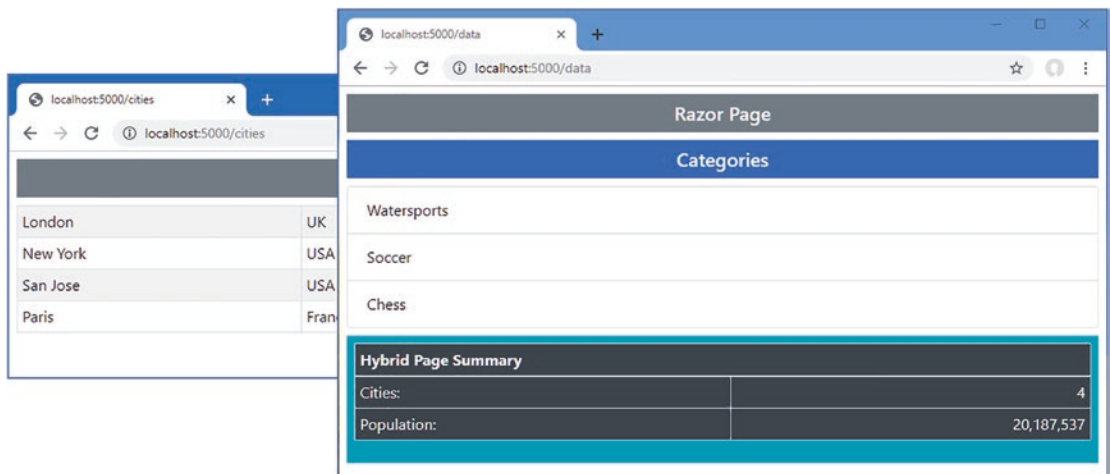 localhost:5000/cities
localhost:5000/cities
London UK
New York USA
San Jose USA
Paris
localhost:5000/data
localhost:5000/data
Razor Page
Categories
Watersports
Soccer
Chess
Hybrid Page Summary
Cities: 4
Population: 20,187,537